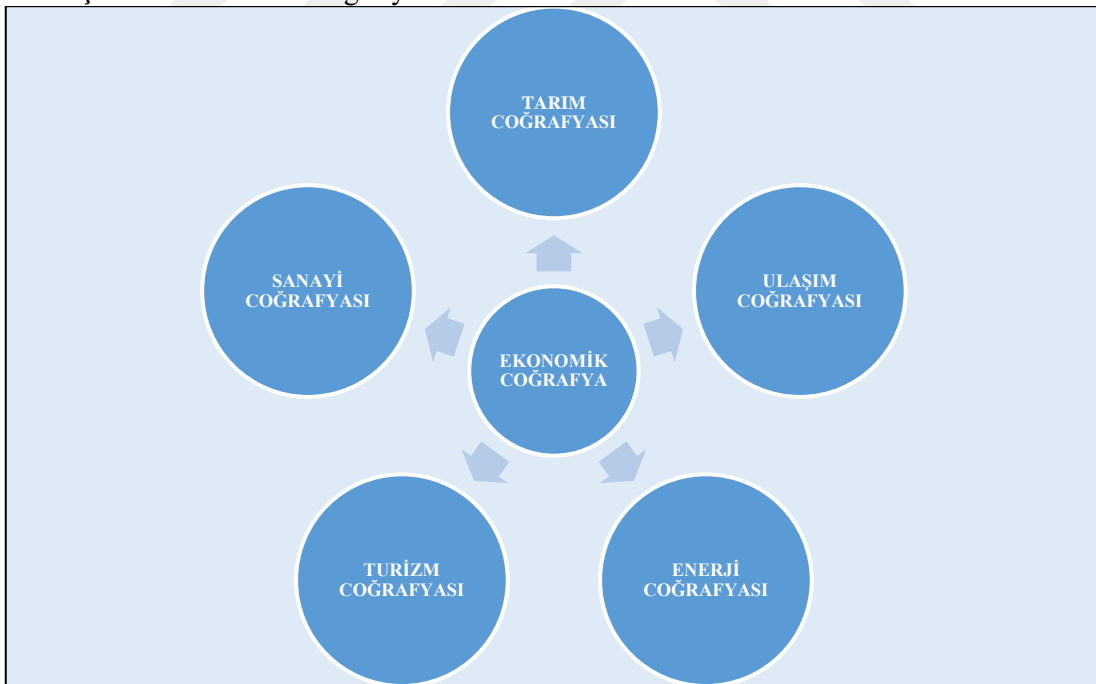 TARIM
COĞRAFYASI
SANAYİ
COĞRAFYASI
ULAŞIM
COĞRAFYASI
EKONOMİK
COĞRAFYA
TURİZM
COĞRAFYASI
ENERJİ
COĞRAFYASI